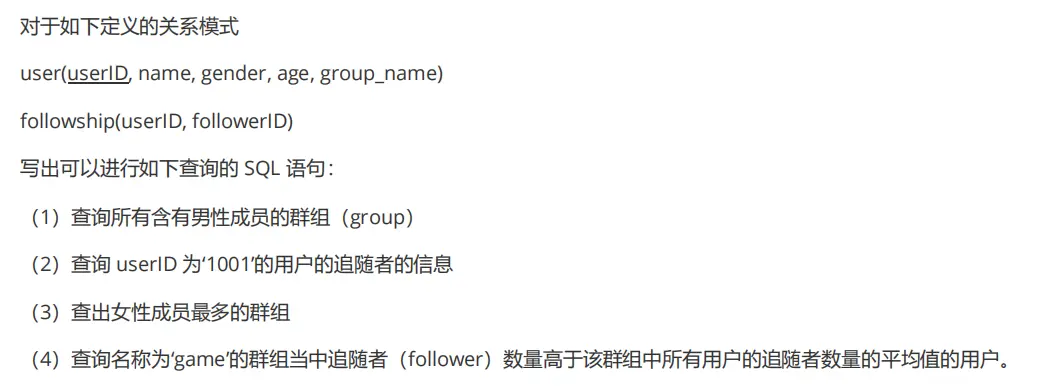 对于如下定义的关系模式
user(userID, name, gender, age, group_name)
followship(userID, followerID)
写出可以进行如下查询的 SQL 语句：
（1）查询所有含有男性成员的群组（group）
（2）查询 userID 为‘1001’的用户的追随者的信息
（3）查出女性成员最多的群组
（4）查询名称为‘game’的群组当中追随者（follower）数量高于该群组中所有用户的追随者数量的平均值的用户。